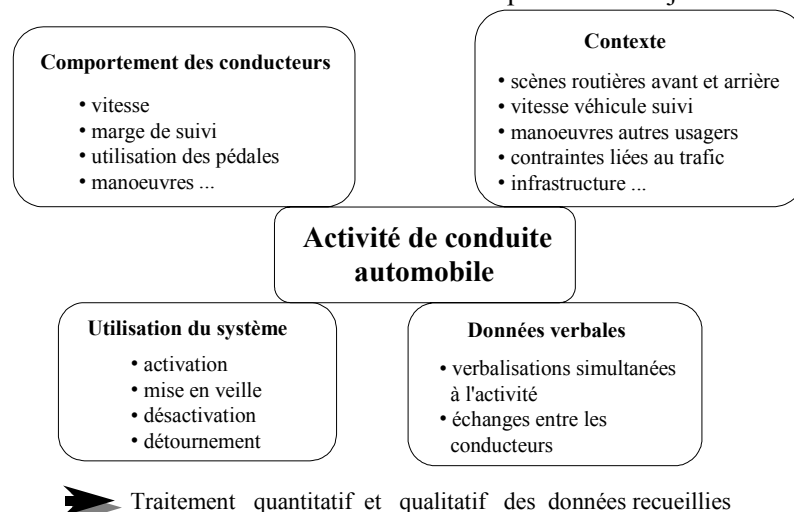 Comportement des conducteurs
• vitesse
• marge de suivi
• utilisation des pédales
• manoeuvres ...
Contexte
• scènes routières avant et arrière
• vitesse véhicule suivi
• manoeuvres autres usagers
• contraintes liées au trafic
• infrastructure ...
Activité de conduite
automobile
Utilisation du système
• activation
• mise en veille
• désactivation
• détournement
Données verbales
• verbalisations simultanées
à l'activité
• échanges entre les
conducteurs
Traitement quantitatif et qualitatif des données recueillies